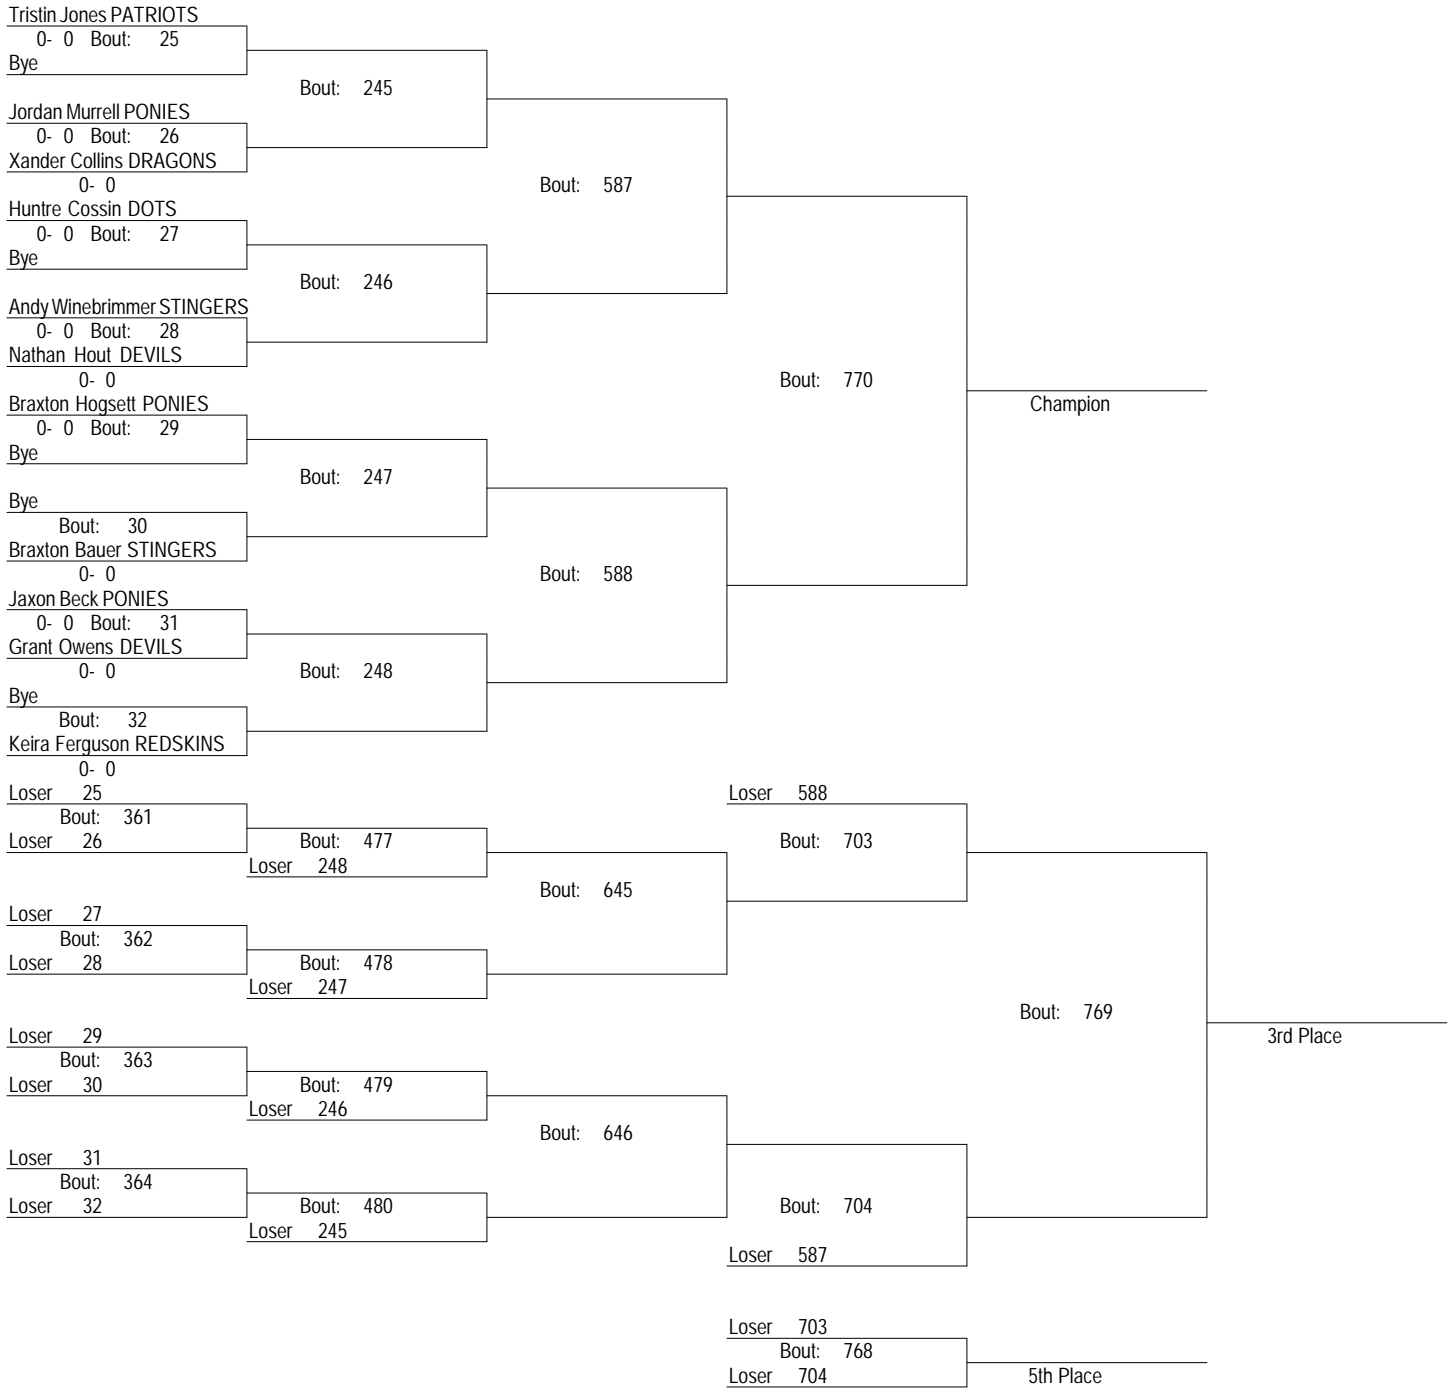 Tristin Jones PATRIOTS
0- 0 Bout: 25
Bye
Bout: 245
Jordan Murrell PONIES
0- 0 Bout: 26
Xander Collins DRAGONS
0- 0
Bout: 587
Huntre Cossin DOTS
0- 0 Bout: 27
Bye
Bout: 246
Andy Winebrimmer STINGERS
0- 0 Bout: 28
Nathan Hout DEVILS
0- 0
Bout: 770
Champion
Braxton Hogsett PONIES
0- 0 Bout: 29
Bye
Bout: 247
Bye
Bout: 30
Braxton Bauer STINGERS
0- 0
Bout: 588
Jaxon Beck PONIES
0- 0 Bout: 31
Grant Owens DEVILS
0- 0
Bout: 248
Bye
Bout: 32
Keira Ferguson REDSKINS
0- 0
Loser 25
Loser 588
Bout: 361
Loser 26
Bout: 477
Bout: 703
Loser 248
Bout: 645
Loser 27
Bout: 362
Loser 28
Bout: 478
Loser 247
Bout: 769
Loser 29
3rd Place
Bout: 363
Loser 30
Bout: 479
Loser 246
Bout: 646
Loser 31
Bout: 364
Loser 32
Bout: 480
Bout: 704
Loser 245
Loser 587
Loser 703
Bout: 768
Loser 704
5th Place